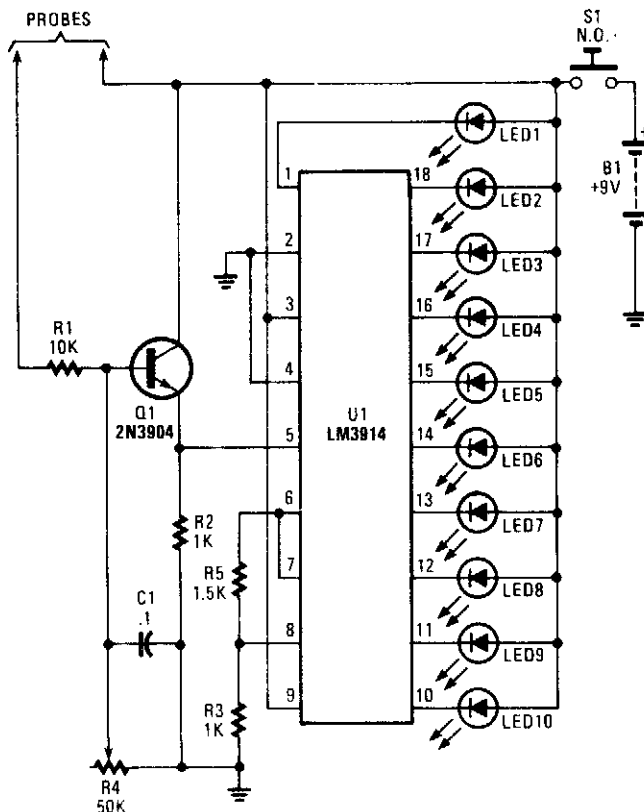 PROBES
S1
N.O.
LED1
B1
+9V
1
18
LED2
2
17
LED3
3
16
LED4
R1
10K
4
15
LED5
Q1
2N3904
U1
LM3914
5
14
LED6
6
13
LED7
R2
1K
R5
1.5K
7
12
LED8
C1
.1
8
11
LED9
R3
1K
9
10
LED10
R4
50K